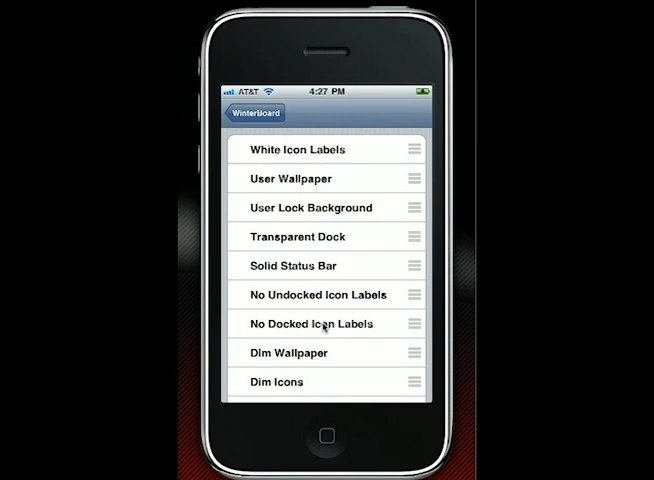 AT&T 4:27 PM
WinterBoard
White Icon Labels
User Wallpaper
User Lock Background
Transparent Dock
Solid Status Bar
No Undocked Icon Labels
No Docked Icon Labels
Dim Wallpaper
Dim Icons